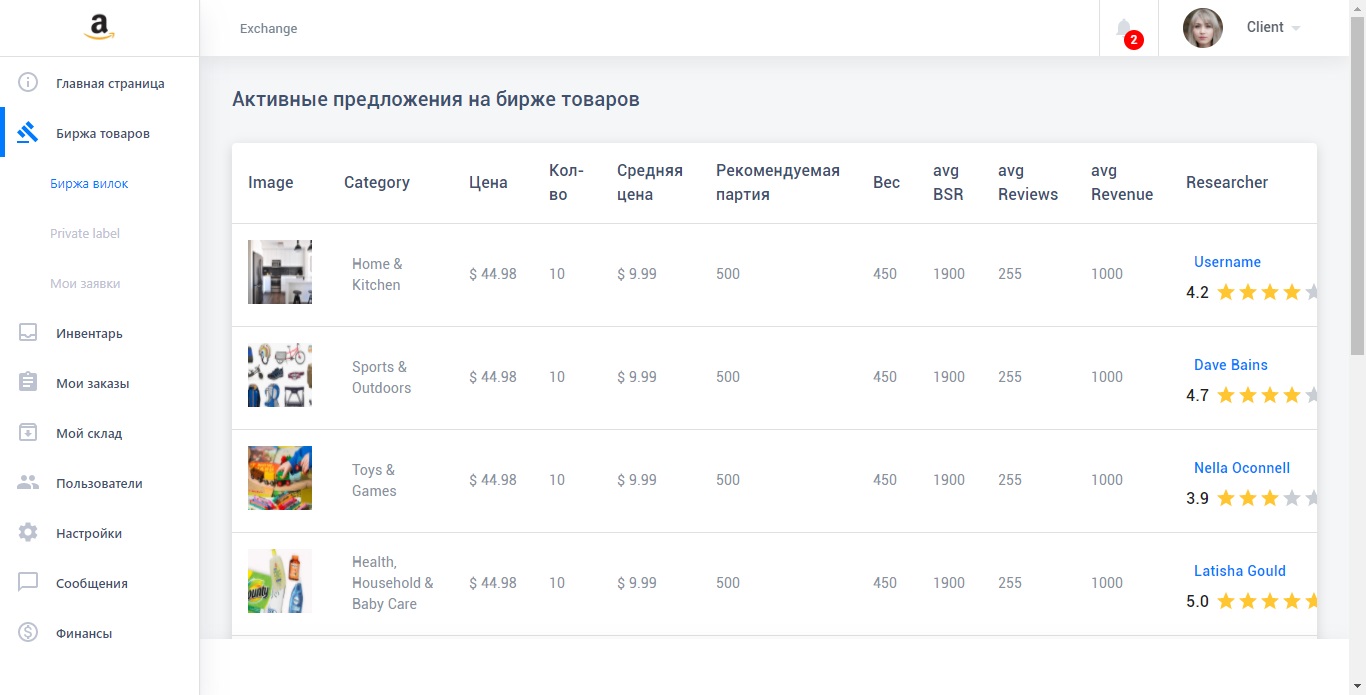 a
Exchange
2
Client
Главная страница
Биржа товаров
Биржа вилок
Private label
Мои заявки
Инвентарь
Мои заказы
Мой склад
Пользователи
Настройки
Сообщения
Финансы
Активные предложения на бирже товаров
Image
Category
Цена
Кол-
во
Средняя
цена
Рекомендуемая
партия
Вес
avg
BSR
avg
Reviews
avg
Revenue
Researcher
Home &
Kitchen
$ 44.98
10
$ 9.99
500
450
1900
255
1000
Username
4.2
Sports &
Outdoors
$ 44.98
10
$ 9.99
500
450
1900
255
1000
Dave Bains
4.7
Toys &
Games
$ 44.98
10
$ 9.99
500
450
1900
255
1000
Nella Oconnell
3.9
Health,
Household &
Baby Care
$ 44.98
10
$ 9.99
500
450
1900
255
1000
Latisha Gould
5.0